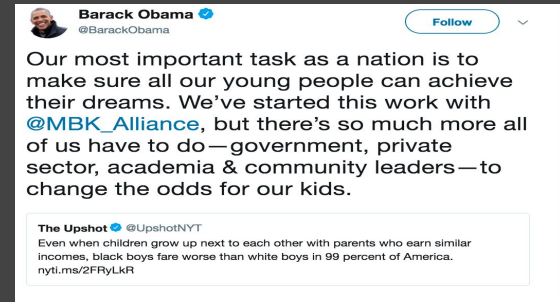 Barack Obama
@BarackObama
Follow
Our most important task as a nation is to
make sure all our young people can achieve
their dreams. We've started this work with
@MBK_Alliance, but there's so much more all
of us have to do—government, private
sector, academia & community leaders—to
change the odds for our kids.
The Upshot @UpshotNYT
Even when children grow up next to each other with parents who earn similar
incomes, black boys fare worse than white boys in 99 percent of America.
nyti.ms/2FRyLkR